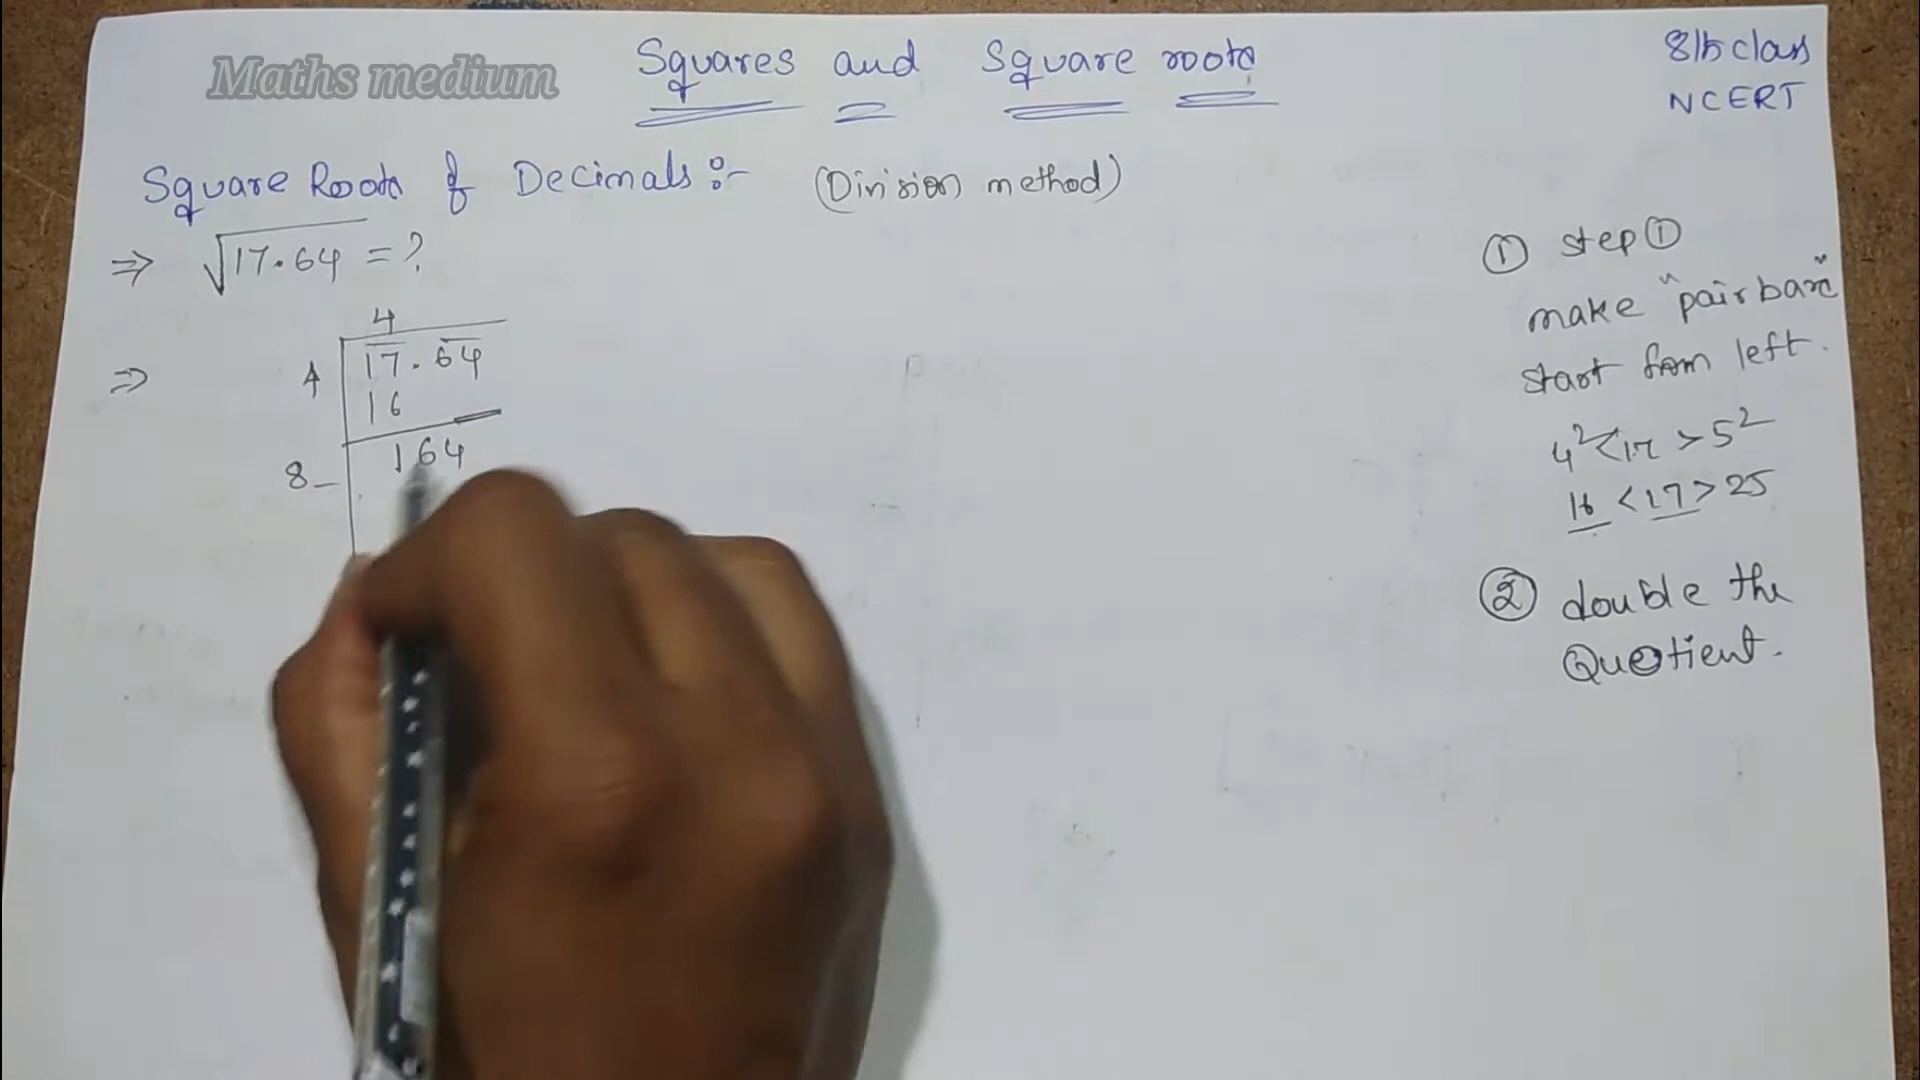 Maths medium
Squares and Square roots
8th class
NCERT
Square Roots of Decimals :- (Division method)
⇒ √17.64 = ?
4
⇒ 4 17.64
16
164
8_
① step ①
make "pair bars"
start from left.
4² < 17 > 5²
16 < 17 > 25
② double the
Quotient.